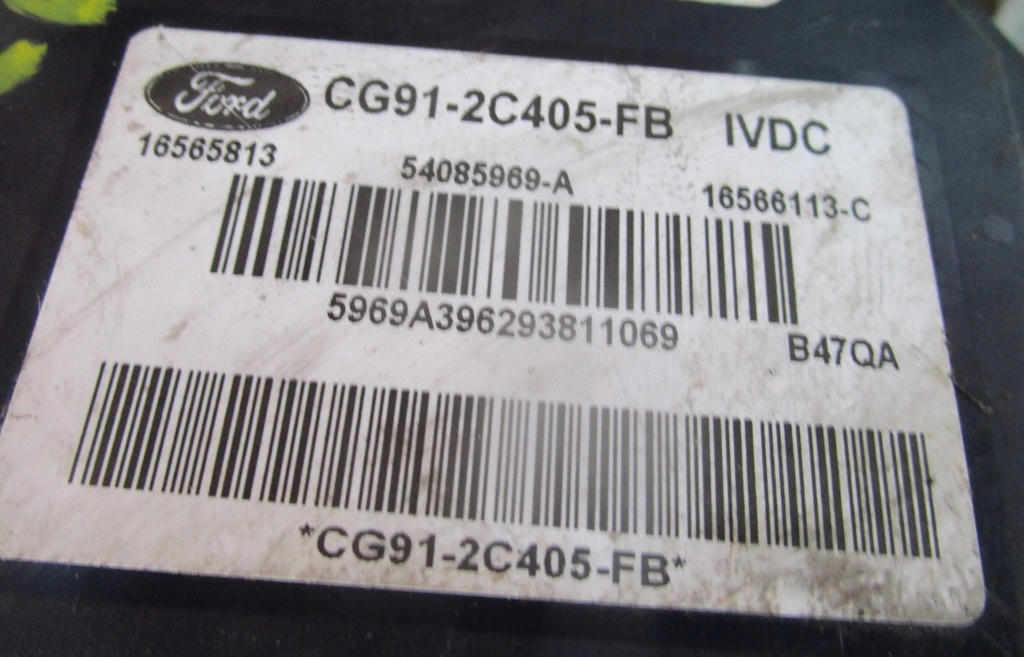 Ford CG91-2C405-FB IVDC
16565813 54085969-A 16566113-C
5969A396293811069 B47QA
*CG91-2C405-FB*